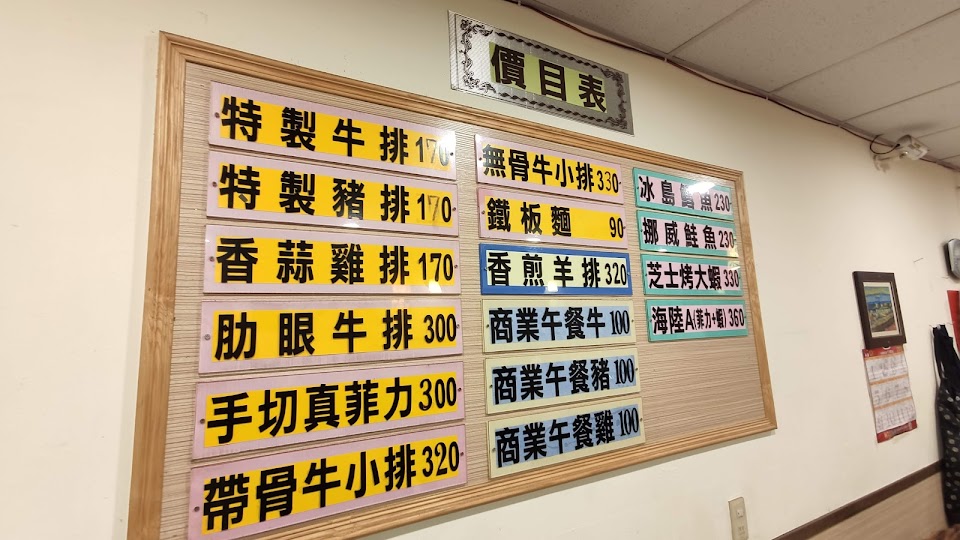 價目表
特製牛排170
特製豬排170
香蒜雞排170
肋眼牛排300
手切真菲力300
帶骨牛小排320
無骨牛小排330
鐵板麵 90
香煎羊排320
商業午餐牛100
商業午餐豬100
商業午餐雞100
冰島鱈魚230
挪威鮭魚230
芝士烤大蝦330
海陸A(菲力+蝦)360